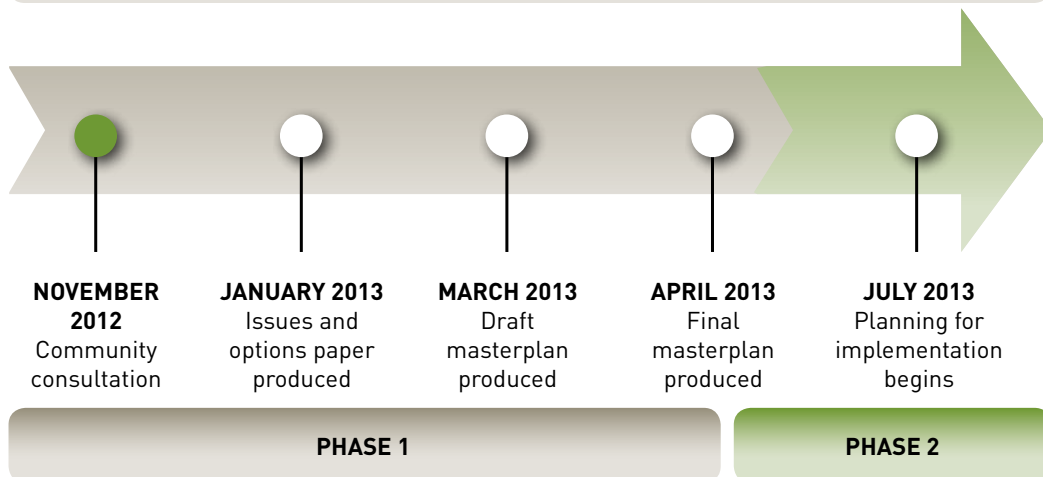 NOVEMBER
2012
Community
consultation
JANUARY 2013
Issues and
options paper
produced
MARCH 2013
Draft
masterplan
produced
APRIL 2013
Final
masterplan
produced
JULY 2013
Planning for
implementation
begins
PHASE 1
PHASE 2